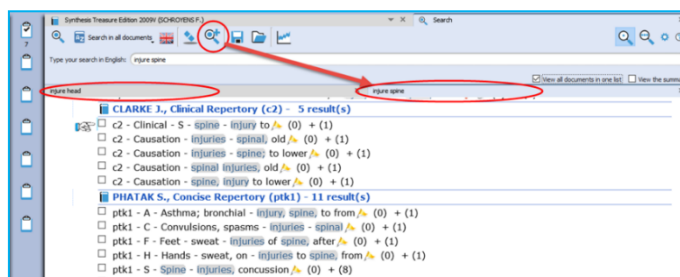 Synthesis Treasure Edition 2009V (SCHROYENS F.)
Search
Search in all documents
7
Type your search in English: injure spine
View all documents in one list View the summa
injure head injure spine
CLARKE J., Clinical Repertory (c2) - 5 result(s)
c2 - Clinical - S - spine - injury to (0) + (1)
c2 - Causation - injuries - spinal, old (0) + (1)
c2 - Causation - injuries - spine; to lower (0) + (1)
c2 - Causation - spinal injuries, old (0) + (1)
c2 - Causation - spine, injury to lower (0) + (1)
PHATAK S., Concise Repertory (ptk1) - 11 result(s)
ptk1 - A - Asthma; bronchial - injury, spine, to from (0) + (1)
ptk1 - C - Convulsions, spasms - injuries - spinal (0) + (1)
ptk1 - F - Feet - sweat - injuries of spine, after (0) + (1)
ptk1 - H - Hands - sweat, on - injuries to spine, from (0) + (1)
ptk1 - S - Spine - injuries, concussion (0) + (8)